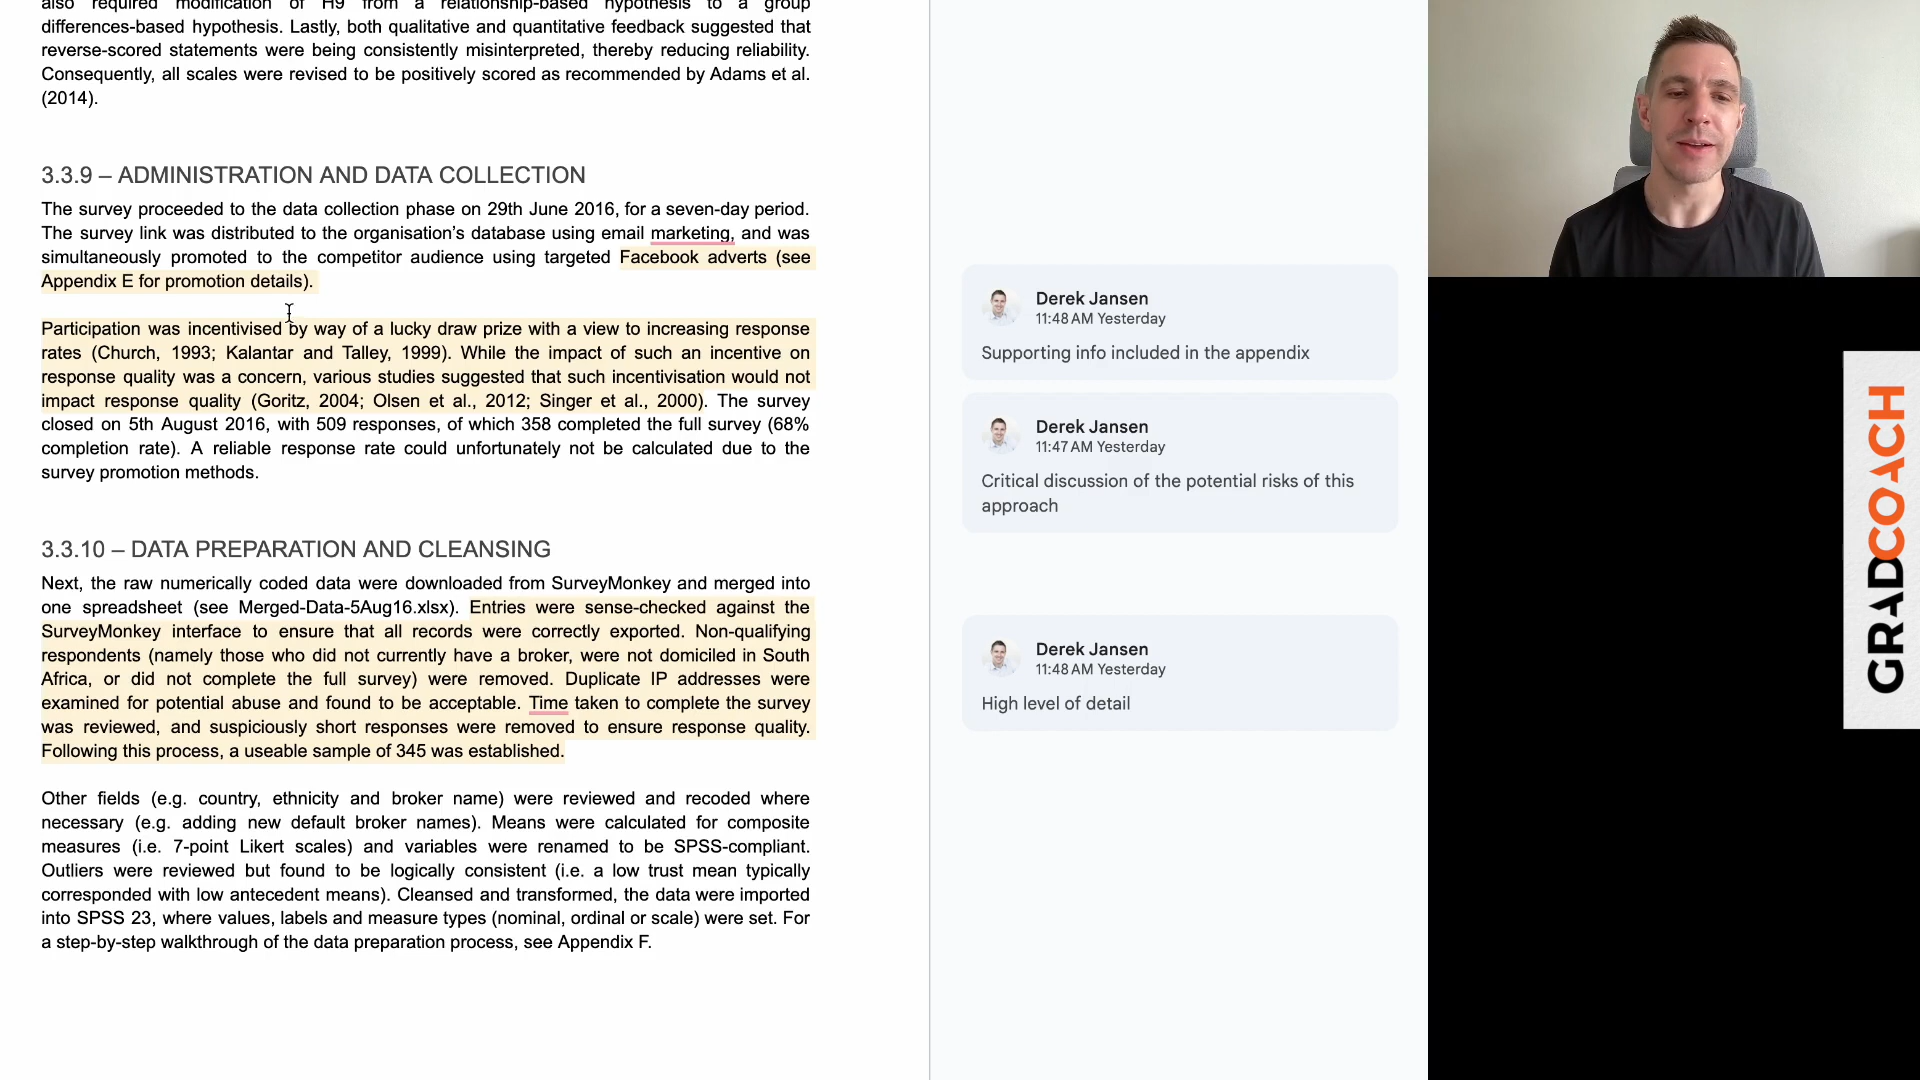 also required modification of H9 from a relationship-based hypothesis to a group
differences-based hypothesis. Lastly, both qualitative and quantitative feedback suggested that
reverse-scored statements were being consistently misinterpreted, thereby reducing reliability.
Consequently, all scales were revised to be positively scored as recommended by Adams et al.
(2014).
3.3.9 – ADMINISTRATION AND DATA COLLECTION
The survey proceeded to the data collection phase on 29th June 2016, for a seven-day period.
The survey link was distributed to the organisation’s database using email marketing, and was
simultaneously promoted to the competitor audience using targeted Facebook adverts (see
Appendix E for promotion details).
Participation was incentivised by way of a lucky draw prize with a view to increasing response
rates (Church, 1993; Kalantar and Talley, 1999). While the impact of such an incentive on
response quality was a concern, various studies suggested that such incentivisation would not
impact response quality (Goritz, 2004; Olsen et al., 2012; Singer et al., 2000). The survey
closed on 5th August 2016, with 509 responses, of which 358 completed the full survey (68%
completion rate). A reliable response rate could unfortunately not be calculated due to the
survey promotion methods.
3.3.10 – DATA PREPARATION AND CLEANSING
Next, the raw numerically coded data were downloaded from SurveyMonkey and merged into
one spreadsheet (see Merged-Data-5Aug16.xlsx). Entries were sense-checked against the
SurveyMonkey interface to ensure that all records were correctly exported. Non-qualifying
respondents (namely those who did not currently have a broker, were not domiciled in South
Africa, or did not complete the full survey) were removed. Duplicate IP addresses were
examined for potential abuse and found to be acceptable. Time taken to complete the survey
was reviewed, and suspiciously short responses were removed to ensure response quality.
Following this process, a useable sample of 345 was established.
Other fields (e.g. country, ethnicity and broker name) were reviewed and recoded where
necessary (e.g. adding new default broker names). Means were calculated for composite
measures (i.e. 7-point Likert scales) and variables were renamed to be SPSS-compliant.
Outliers were reviewed but found to be logically consistent (i.e. a low trust mean typically
corresponded with low antecedent means). Cleansed and transformed, the data were imported
into SPSS 23, where values, labels and measure types (nominal, ordinal or scale) were set. For
a step-by-step walkthrough of the data preparation process, see Appendix F.
Derek Jansen
11:48 AM Yesterday
Supporting info included in the appendix
Derek Jansen
11:47 AM Yesterday
Critical discussion of the potential risks of this
approach
Derek Jansen
11:48 AM Yesterday
High level of detail
GRADCOACH